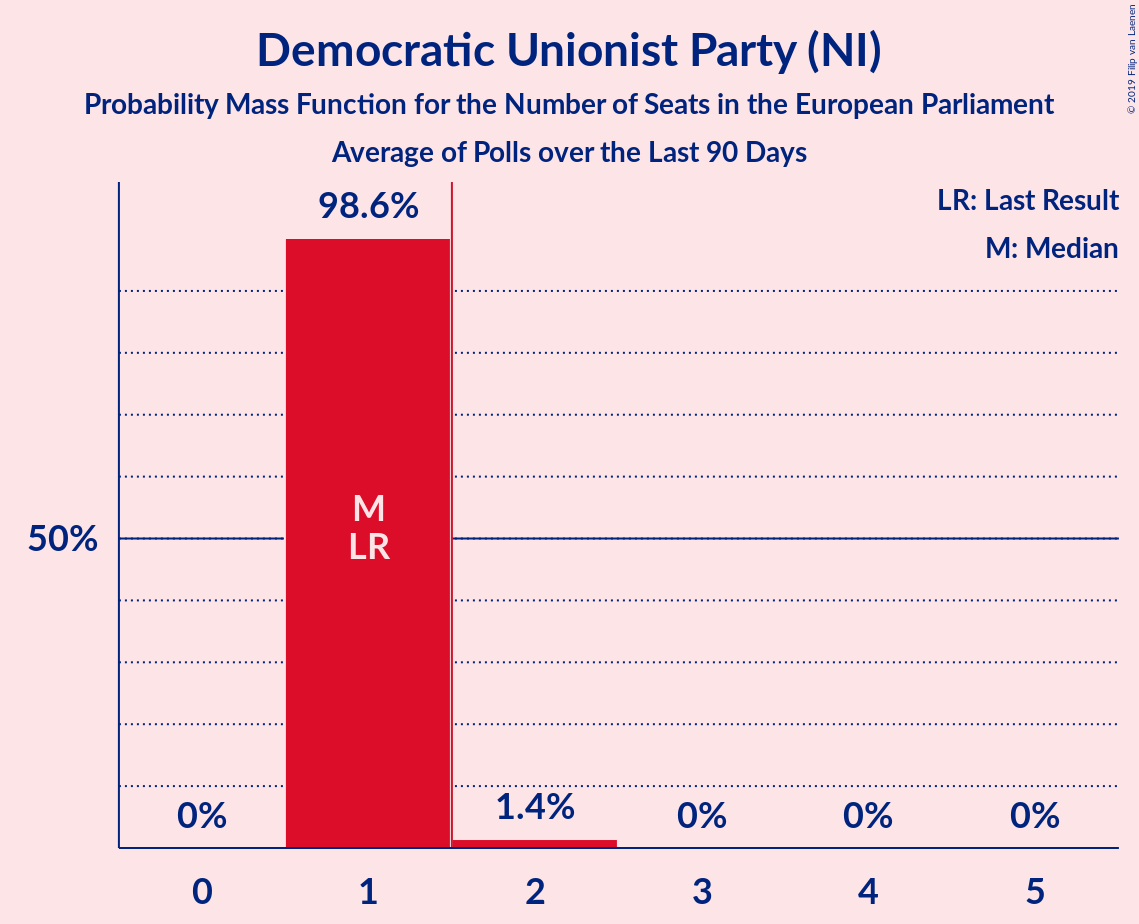 Democratic Unionist Party (NI)
Probability Mass Function for the Number of Seats in the European Parliament
Average of Polls over the Last 90 Days
© 2019 Filip van Laenen
LR: Last Result
M: Median
98.6%
M
LR
50%
0%
1.4%
0%
0%
0%
0
1
2
3
4
5